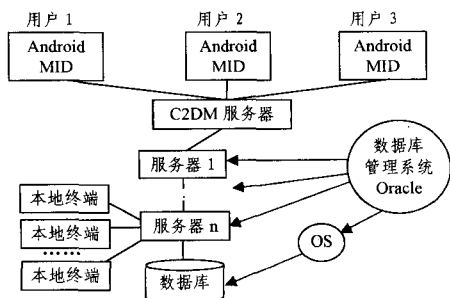 用户 1
用户 2
用户 3
Android
MID
Android
MID
Android
MID
C2DM 服务器
服务器 1
数据库
管理系统
Oracle
本地终端
本地终端
……
本地终端
服务器 n
OS
数据库